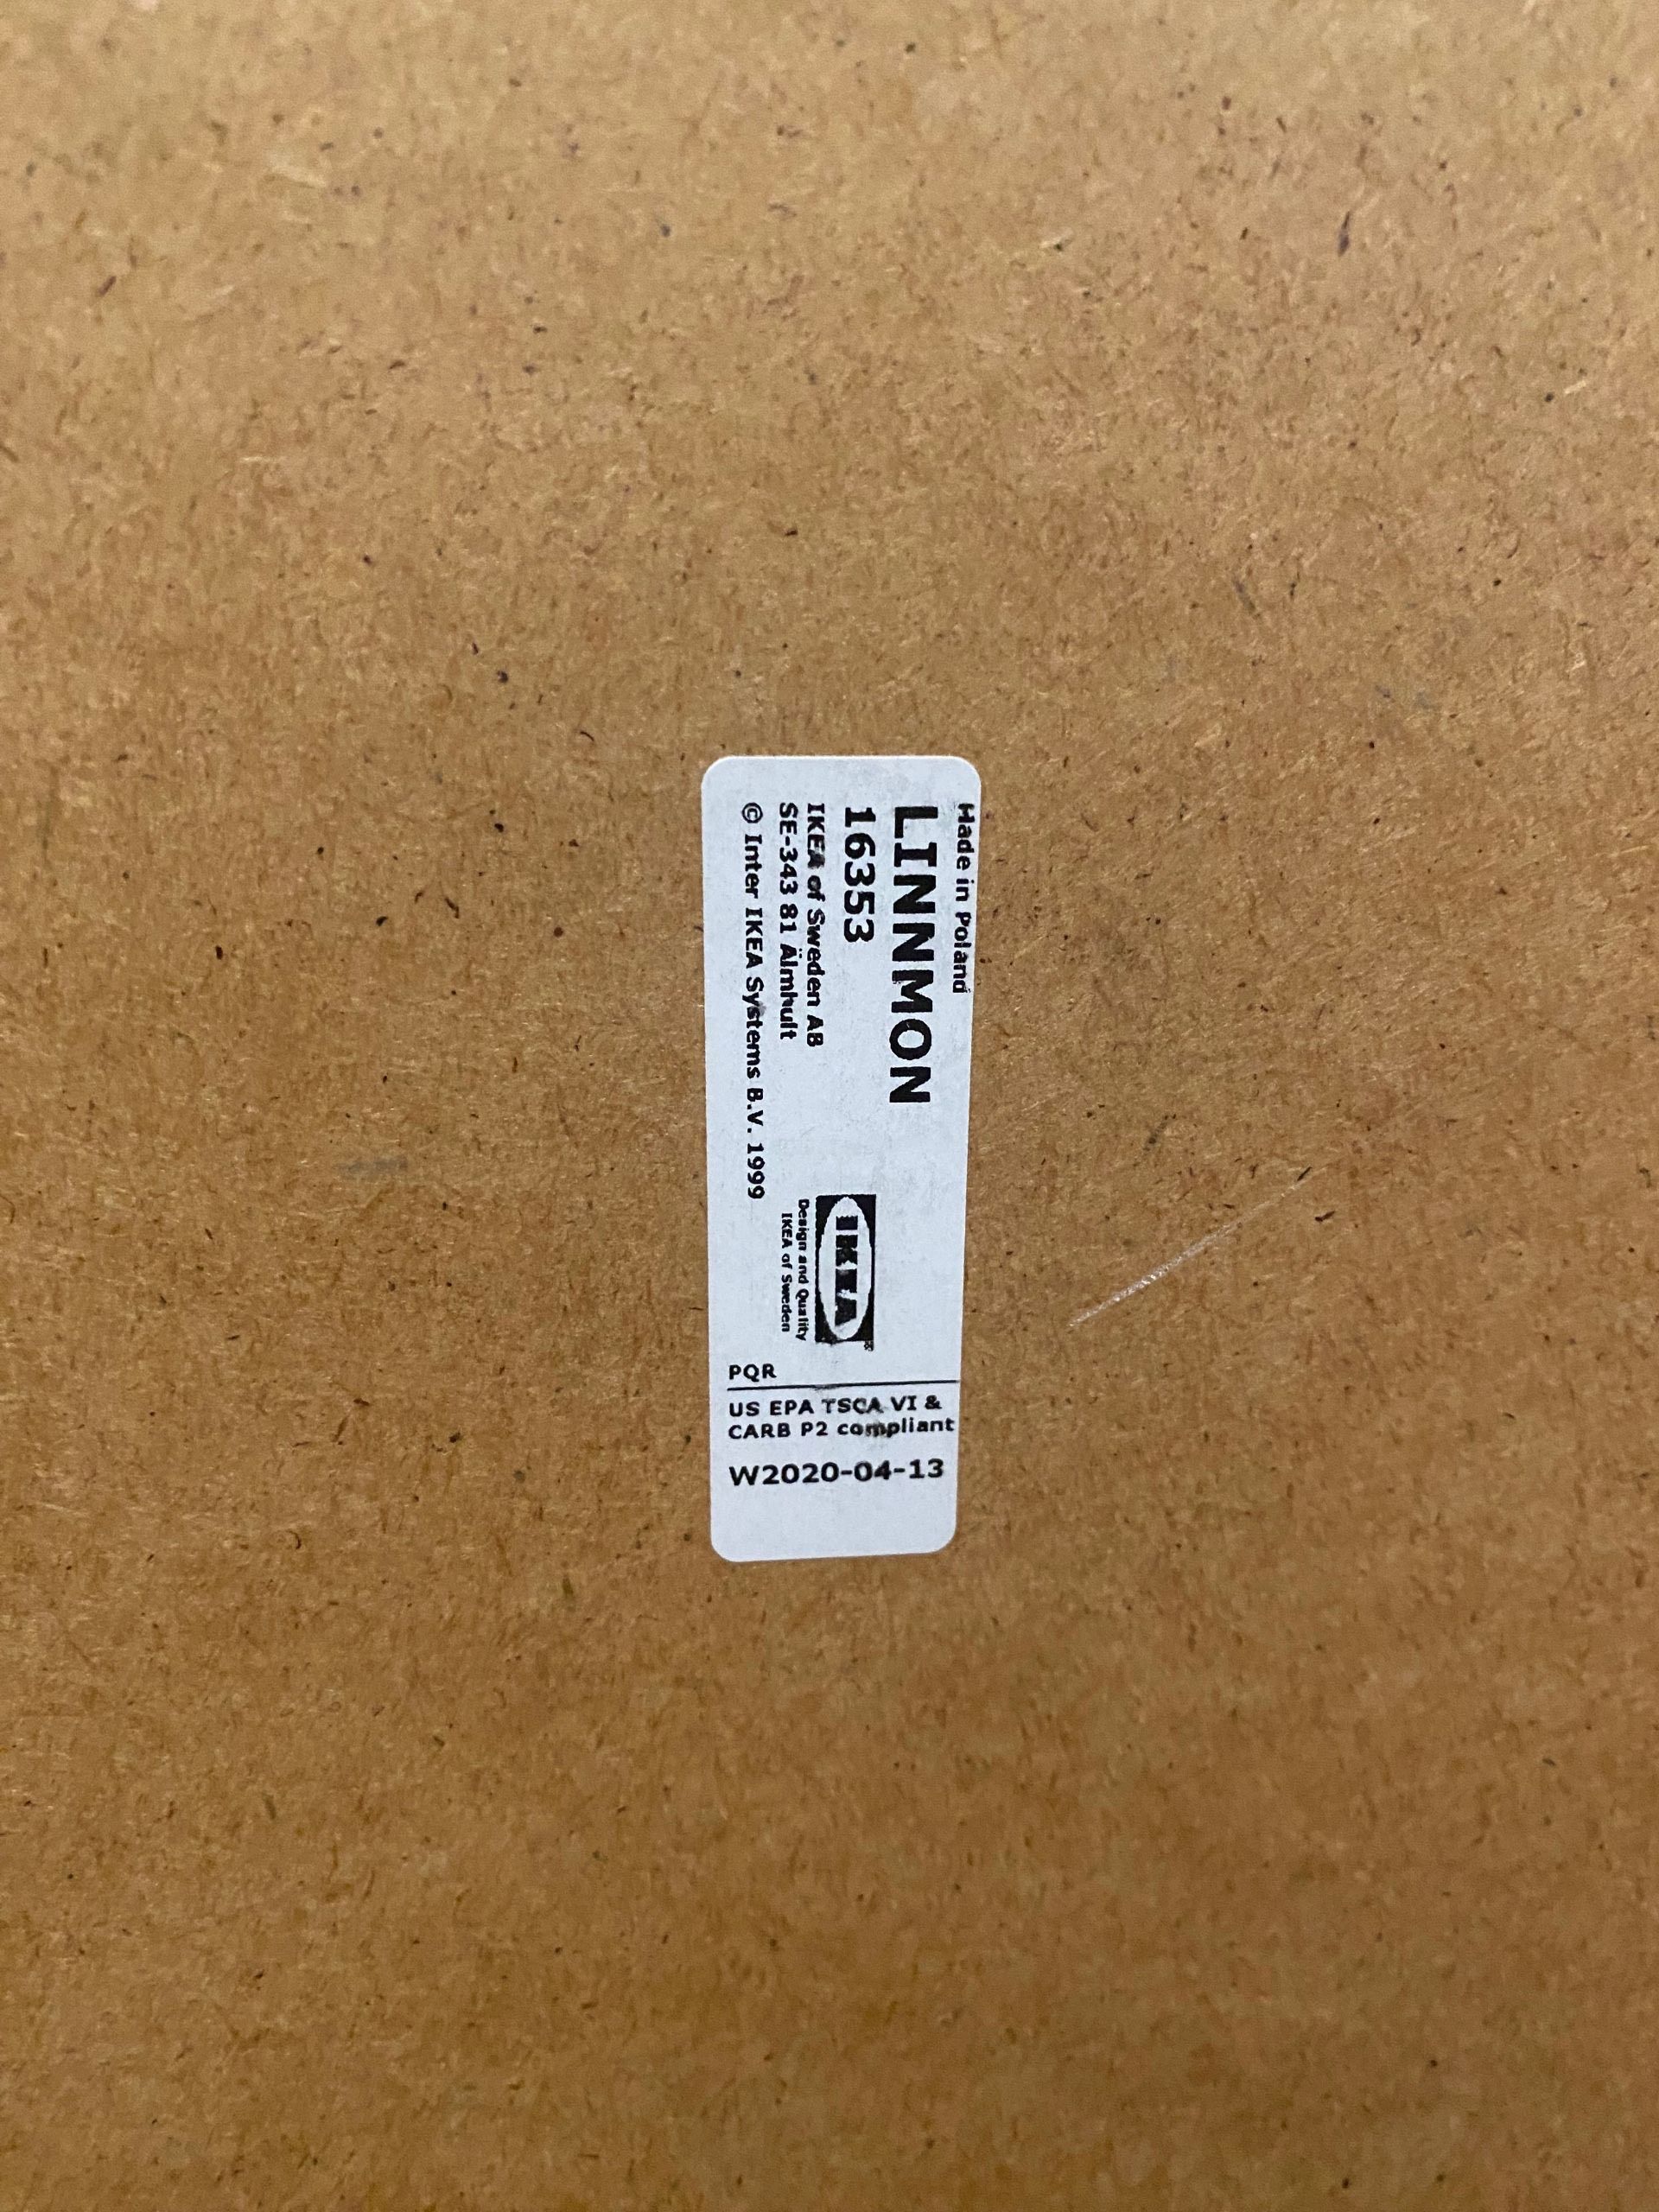 Made in Poland
LINNMON
16353
IKEA of Sweden AB
SE-343 81 Älmhult
© Inter IKEA Systems B.V. 1999
IKEA®
Design and Quality
IKEA of Sweden
PQR
US EPA TSCA VI &
CARB P2 compliant
W2020-04-13